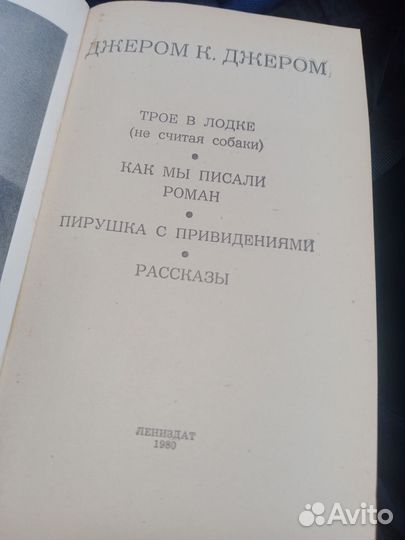 ДЖЕРОМ К. ДЖЕРОМ
ТРОЕ В ЛОДКЕ
(не считая собаки)
•
КАК МЫ ПИСАЛИ
РОМАН
•
ПИРУШКА С ПРИВИДЕНИЯМИ
•
РАССКАЗЫ
ЛЕНИЗДАТ
1980
Avito